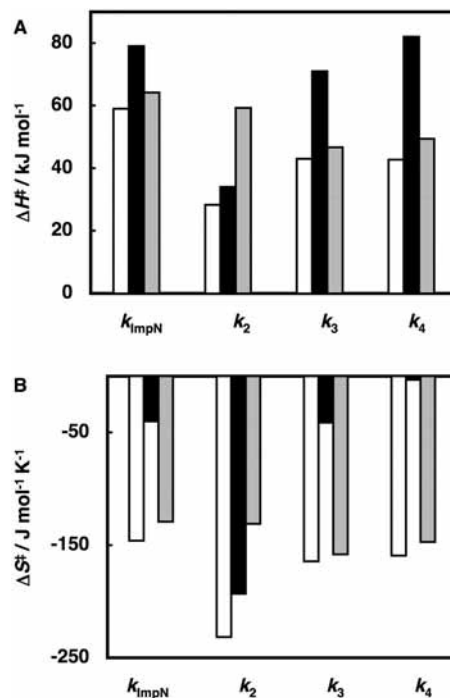 A
80
60
40
20
0
ΔH‡ / kJ mol⁻¹
kImpN k2 k3 k4
B
-50
-150
-250
ΔS‡ / J mol⁻¹ K⁻¹
kImpN k2 k3 k4